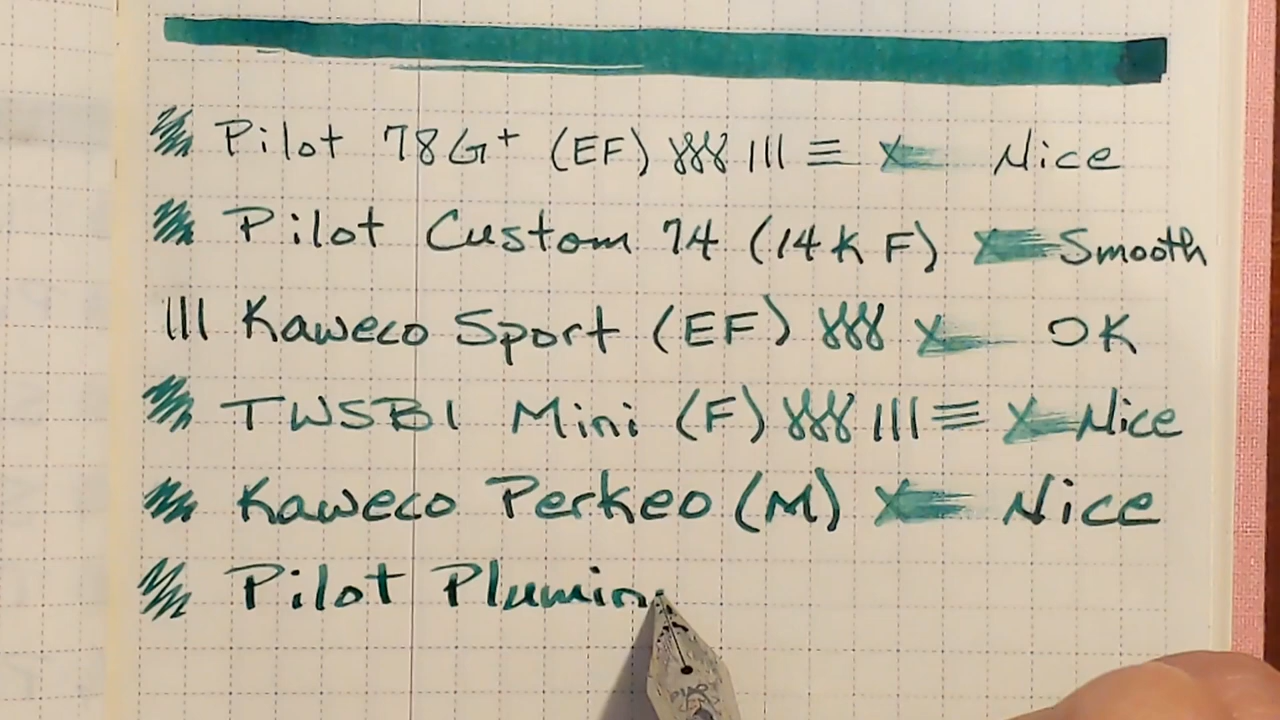 Pilot 78G+ (EF) Nice
Pilot Custom 74 (14K F) Smooth
Kaweco Sport (EF) OK
TWSBI Mini (F) Nice
Kaweco Perkeo (M) Nice
Pilot Plumin